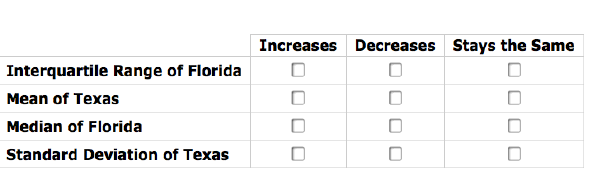 Increases Decreases Stays the Same
Interquartile Range of Florida
Mean of Texas
Median of Florida
Standard Deviation of Texas